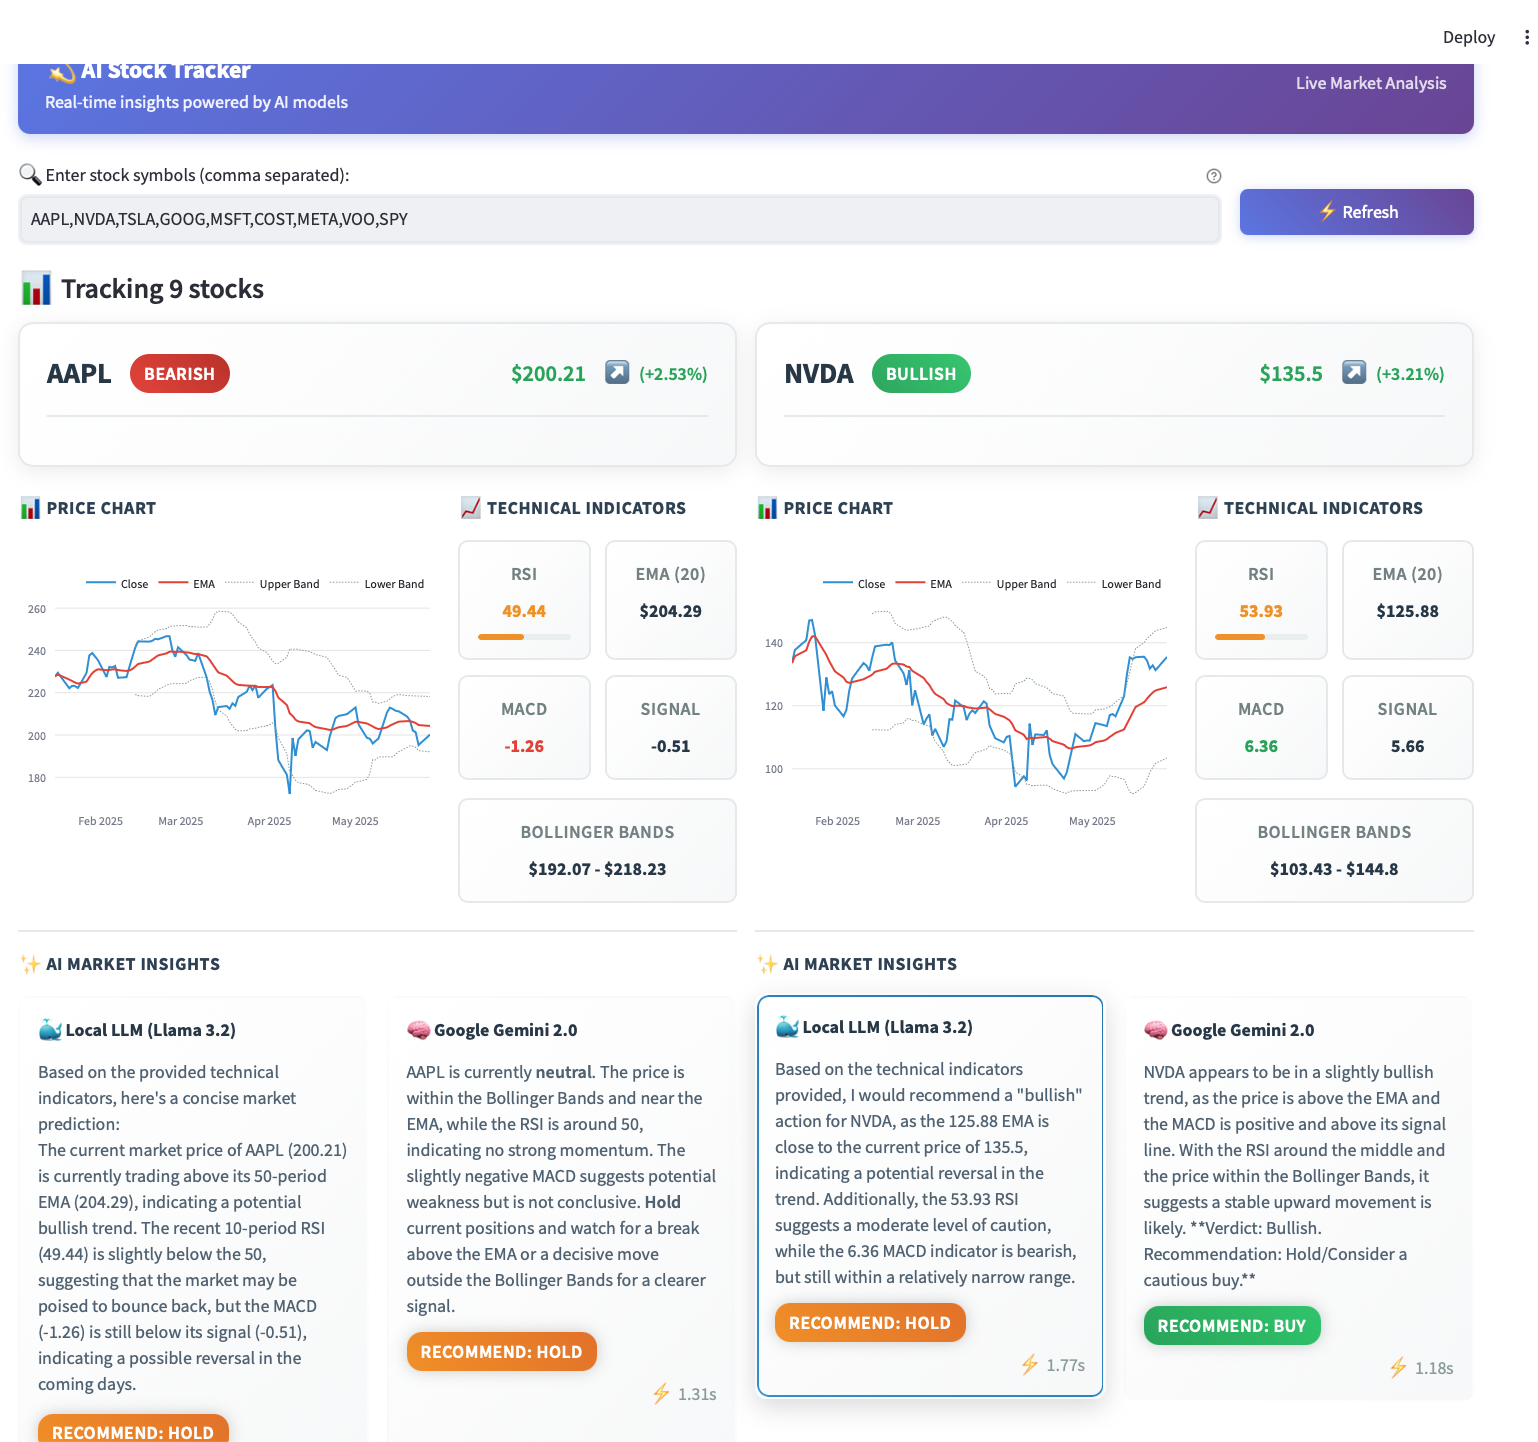 Deploy
AI Stock Tracker
Real-time insights powered by AI models
Live Market Analysis
Enter stock symbols (comma separated):
AAPL,NVDA,TSLA,GOOG,MSFT,COST,META,VOO,SPY
Refresh
Tracking 9 stocks
AAPL BEARISH $200.21 (+2.53%)
NVDA BULLISH $135.5 (+3.21%)
PRICE CHART
Close EMA Upper Band Lower Band
260
240
220
200
180
Feb 2025 Mar 2025 Apr 2025 May 2025
TECHNICAL INDICATORS
RSI
49.44
EMA (20)
$204.29
MACD
-1.26
SIGNAL
-0.51
BOLLINGER BANDS
$192.07 - $218.23
PRICE CHART
Close EMA Upper Band Lower Band
140
120
100
Feb 2025 Mar 2025 Apr 2025 May 2025
TECHNICAL INDICATORS
RSI
53.93
EMA (20)
$125.88
MACD
6.36
SIGNAL
5.66
BOLLINGER BANDS
$103.43 - $144.8
AI MARKET INSIGHTS
Local LLM (Llama 3.2)
Based on the provided technical
indicators, here's a concise market
prediction:
The current market price of AAPL (200.21)
is currently trading above its 50-period
EMA (204.29), indicating a potential
bullish trend. The recent 10-period RSI
(49.44) is slightly below the 50,
suggesting that the market may be
poised to bounce back, but the MACD
(-1.26) is still below its signal (-0.51),
indicating a possible reversal in the
coming days.
RECOMMEND: HOLD
Google Gemini 2.0
AAPL is currently neutral. The price is
within the Bollinger Bands and near the
EMA, while the RSI is around 50,
indicating no strong momentum. The
slightly negative MACD suggests potential
weakness but is not conclusive. Hold
current positions and watch for a break
above the EMA or a decisive move
outside the Bollinger Bands for a clearer
signal.
RECOMMEND: HOLD
1.31s
AI MARKET INSIGHTS
Local LLM (Llama 3.2)
Based on the technical indicators
provided, I would recommend a "bullish"
action for NVDA, as the 125.88 EMA is
close to the current price of 135.5,
indicating a potential reversal in the
trend. Additionally, the 53.93 RSI
suggests a moderate level of caution,
while the 6.36 MACD indicator is bearish,
but still within a relatively narrow range.
RECOMMEND: HOLD
1.77s
Google Gemini 2.0
NVDA appears to be in a slightly bullish
trend, as the price is above the EMA and
the MACD is positive and above its signal
line. With the RSI around the middle and
the price within the Bollinger Bands, it
suggests a stable upward movement is
likely. **Verdict: Bullish.
Recommendation: Hold/Consider a
cautious buy.**
RECOMMEND: BUY
1.18s